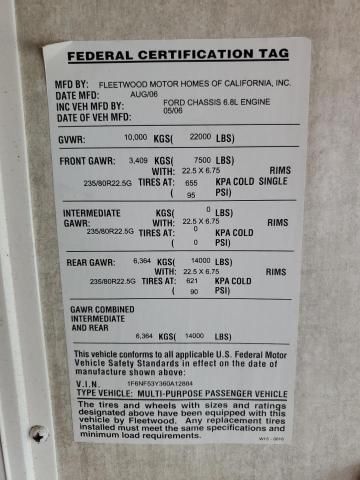 FEDERAL CERTIFICATION TAG
MFD BY: FLEETWOOD MOTOR HOMES OF CALIFORNIA, INC.
DATE MFD: AUG/06
INC VEH MFD BY: FORD CHASSIS 6.8L ENGINE
DATE OF VEH MFD: 05/06
GVWR: 10,000 KGS( 22000 LBS)
FRONT GAWR: 3,409 KGS( 7500 LBS)
WITH: 22.5 X 6.75 RIMS
235/80R22.5G TIRES AT: 655 KPA COLD SINGLE
( 95 PSI)
INTERMEDIATE KGS( 0 LBS)
GAWR: WITH: 22.5 X 6.75 RIMS
235/80R22.5G TIRES AT: 0 KPA COLD
( 0 PSI)
REAR GAWR: 6,364 KGS( 14000 LBS)
WITH: 22.5 X 6.75 RIMS
235/80R22.5G TIRES AT: 621 KPA COLD
( 90 PSI)
GAWR COMBINED
INTERMEDIATE
AND REAR
6,364 KGS( 14000 LBS)
This vehicle conforms to all applicable U.S. Federal Motor
Vehicle Safety Standards in effect on the date of
manufacture shown above:
V.I.N. 1F6NF53Y360A12884
TYPE VEHICLE: MULTI-PURPOSE PASSENGER VEHICLE
The tires and wheels with sizes and ratings
designated above have been equipped with this
vehicle by Fleetwood. Any replacement tires
installed must meet the same specifications and
minimum load requirements.